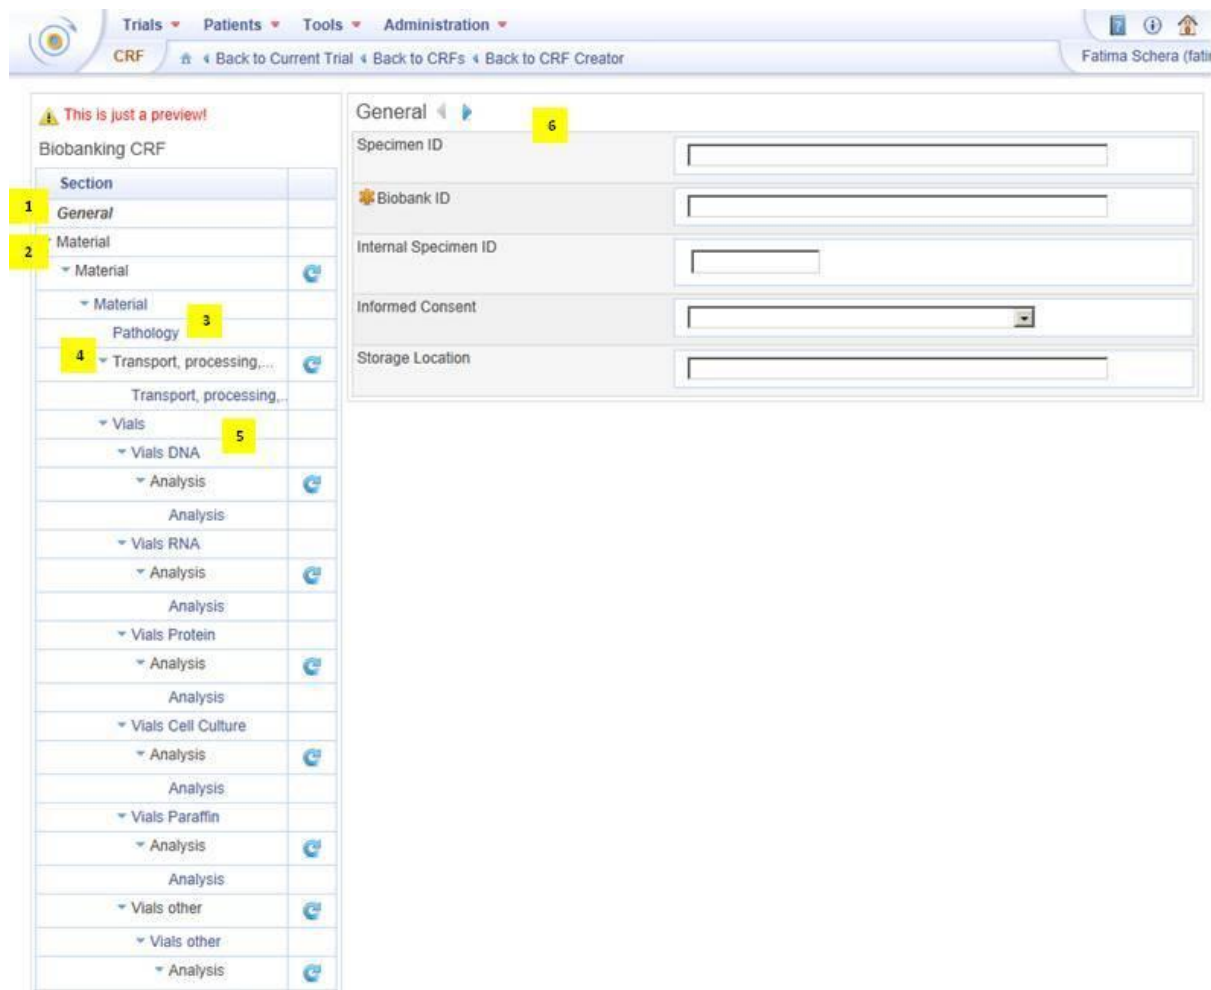 Trials Patients Tools Administration
CRF Back to Current Trial Back to CRFs Back to CRF Creator
Fatima Schera (fati
This is just a preview!
Biobanking CRF
Section
1 General
2 Material
Material
Material
3
Pathology
4 Transport, processing,...
Transport, processing,..
Vials
5
Vials DNA
Analysis
Analysis
Vials RNA
Analysis
Analysis
Vials Protein
Analysis
Analysis
Vials Cell Culture
Analysis
Analysis
Vials Paraffin
Analysis
Analysis
Vials other
Vials other
Analysis
General
6
Specimen ID
Biobank ID
Internal Specimen ID
Informed Consent
Storage Location